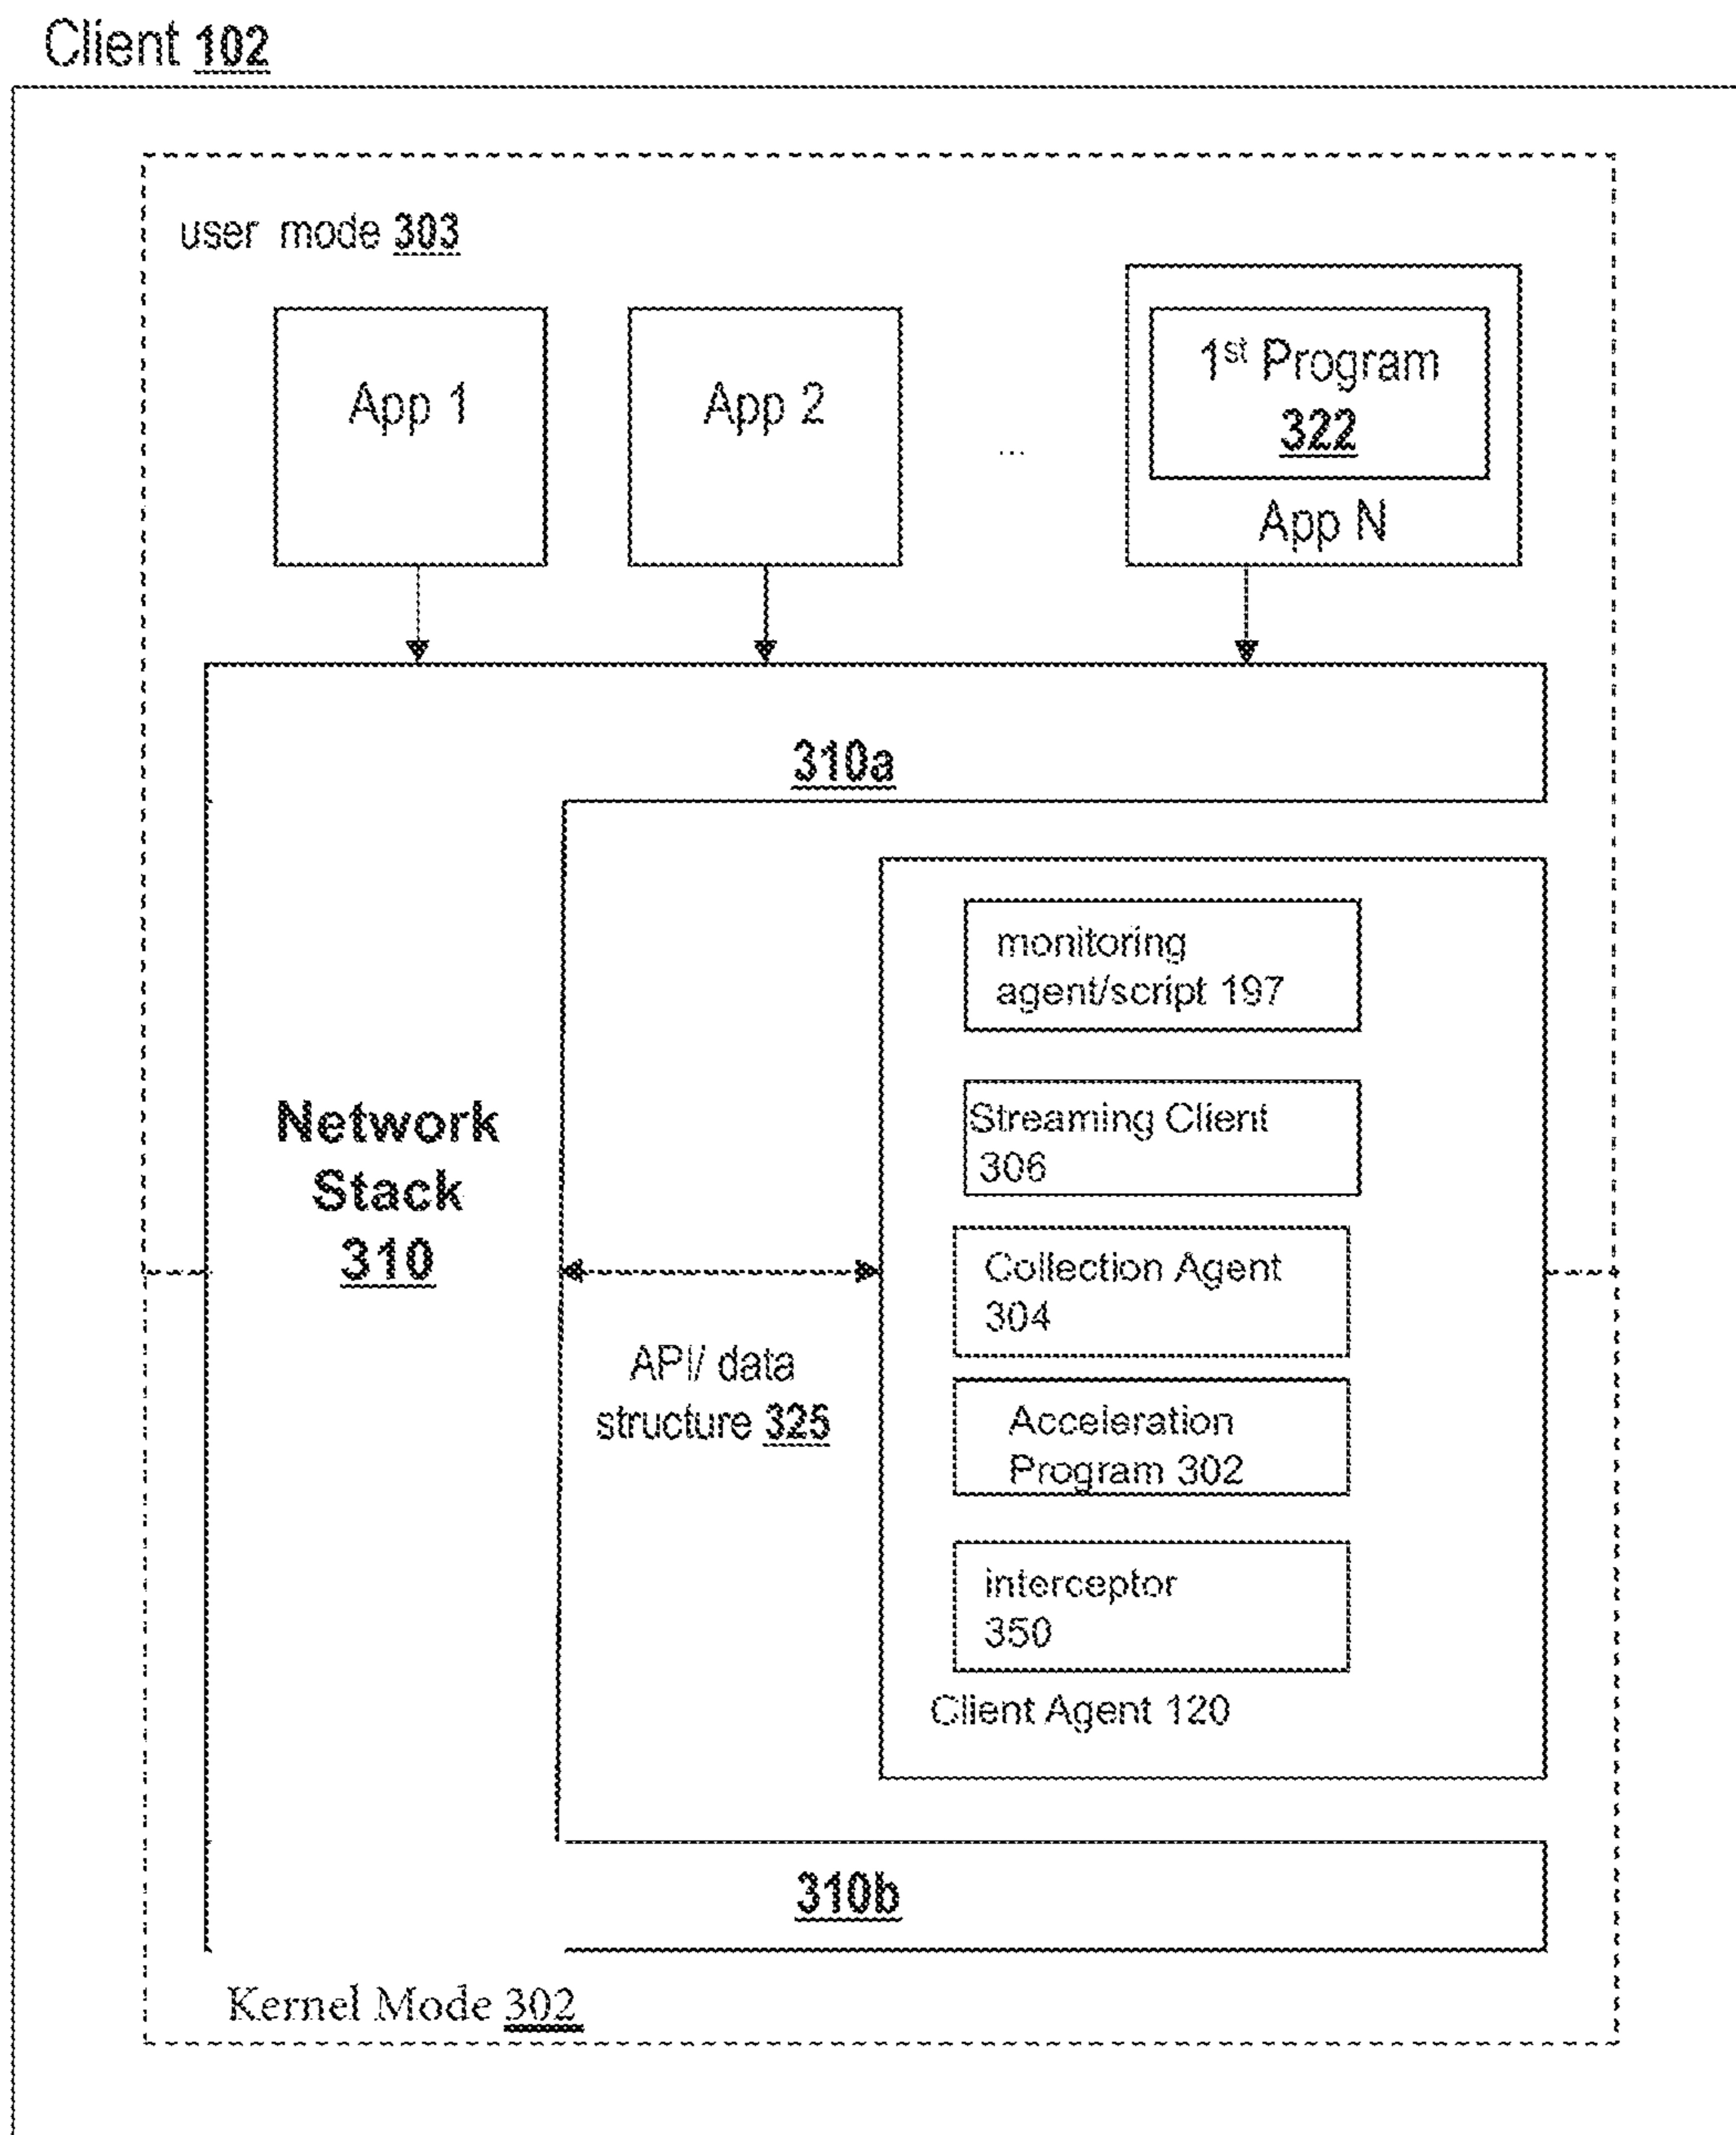 Client 102
user mode 303
App 1
App 2
...
1st Program
322
App N
310a
Network
Stack
310
API/ data
structure 325
monitoring
agent/script 197
Streaming Client
306
Collection Agent
304
Acceleration
Program 302
interceptor
350
Client Agent 120
310b
Kernel Mode 302